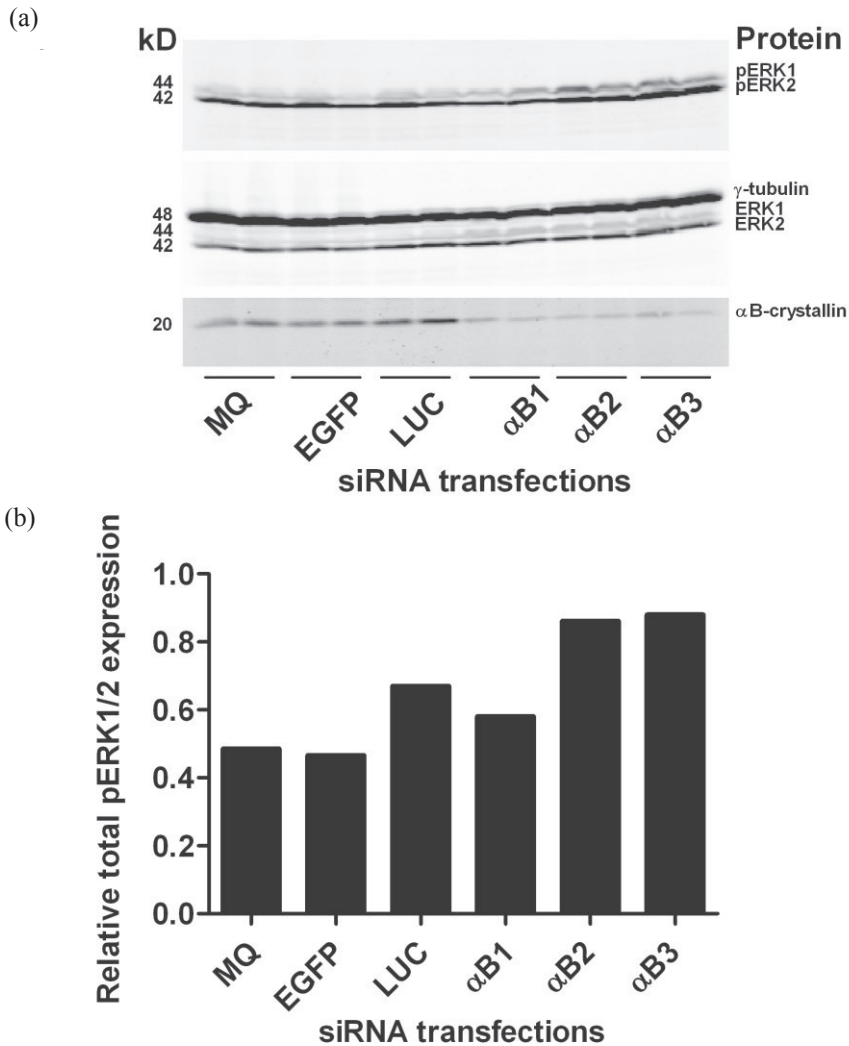 (a)
kD
Protein
44
42
pERK1
pERK2
48
44
42
γ-tubulin
ERK1
ERK2
20
αB-crystallin
MQ
EGFP
LUC
αB1
αB2
αB3
siRNA transfections
(b)
Relative total pERK1/2 expression
1.0
0.8
0.6
0.4
0.2
0.0
MQ
EGFP
LUC
αB1
αB2
αB3
siRNA transfections